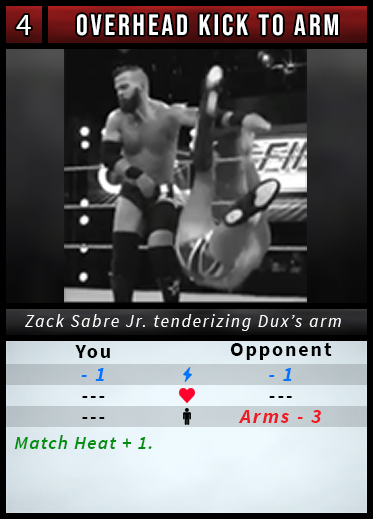 4 OVERHEAD KICK TO ARM
FI
Zack Sabre Jr. tenderizing Dux's arm
You Opponent
- 1 - 1
--- ---
--- Arms - 3
Match Heat + 1.